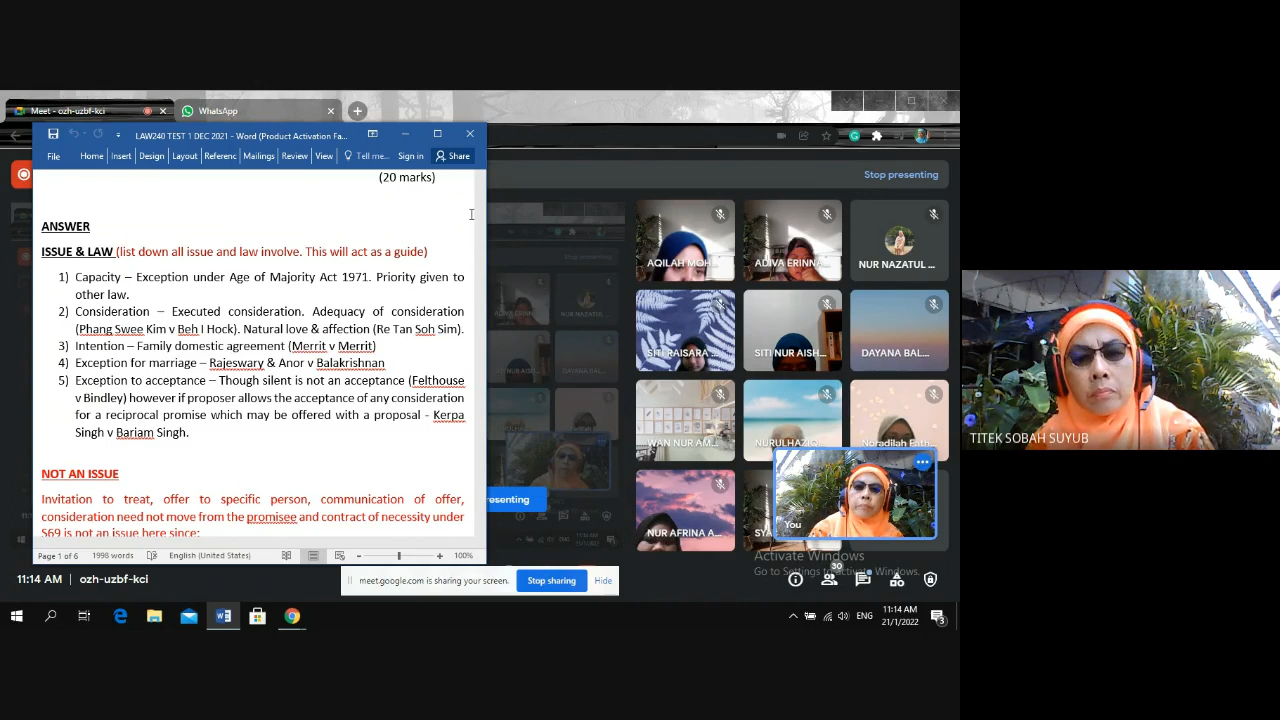 Meet - ozh-uzbf-kci
WhatsApp
LAW240 TEST 1 DEC 2021 - Word (Product Activation Fa...
File Home Insert Design Layout Referenc Mailings Review View Tell me... Sign in Share
Stop presenting
(20 marks)
ANSWER
ISSUE & LAW (list down all issue and law involve. This will act as a guide)
1) Capacity – Exception under Age of Majority Act 1971. Priority given to
other law.
2) Consideration – Executed consideration. Adequacy of consideration
(Phang Swee Kim v Beh I Hock). Natural love & affection (Re Tan Soh Sim).
3) Intention – Family domestic agreement (Merrit v Merrit)
4) Exception for marriage – Rajeswary & Anor v Balakrishnan
5) Exception to acceptance – Though silent is not an acceptance (Felthouse
v Bindley) however if proposer allows the acceptance of any consideration
for a reciprocal promise which may be offered with a proposal - Kerpa
Singh v Bariam Singh.
NOT AN ISSUE
Invitation to treat, offer to specific person, communication of offer,
consideration need not move from the promisee and contract of necessity under
S69 is not an issue here since:
Page 1 of 6 1998 words English (United States) 100%
AQILAH MOH...
ADIVA ERINN...
NUR NAZATUL ...
SITI RAISARA ...
SITI NUR AISH...
DAYANA BAL...
WAN NUR AM...
NURULHAZIQ...
Noradilah Fath...
NUR AFRINA A...
You
presenting
TITEK SOBAH SUYUB
Activate Windows
Go to Settings to activate Windows.
11:14 AM ozh-uzbf-kci
meet.google.com is sharing your screen. Stop sharing Hide
30
ENG
11:14 AM
21/1/2022
3